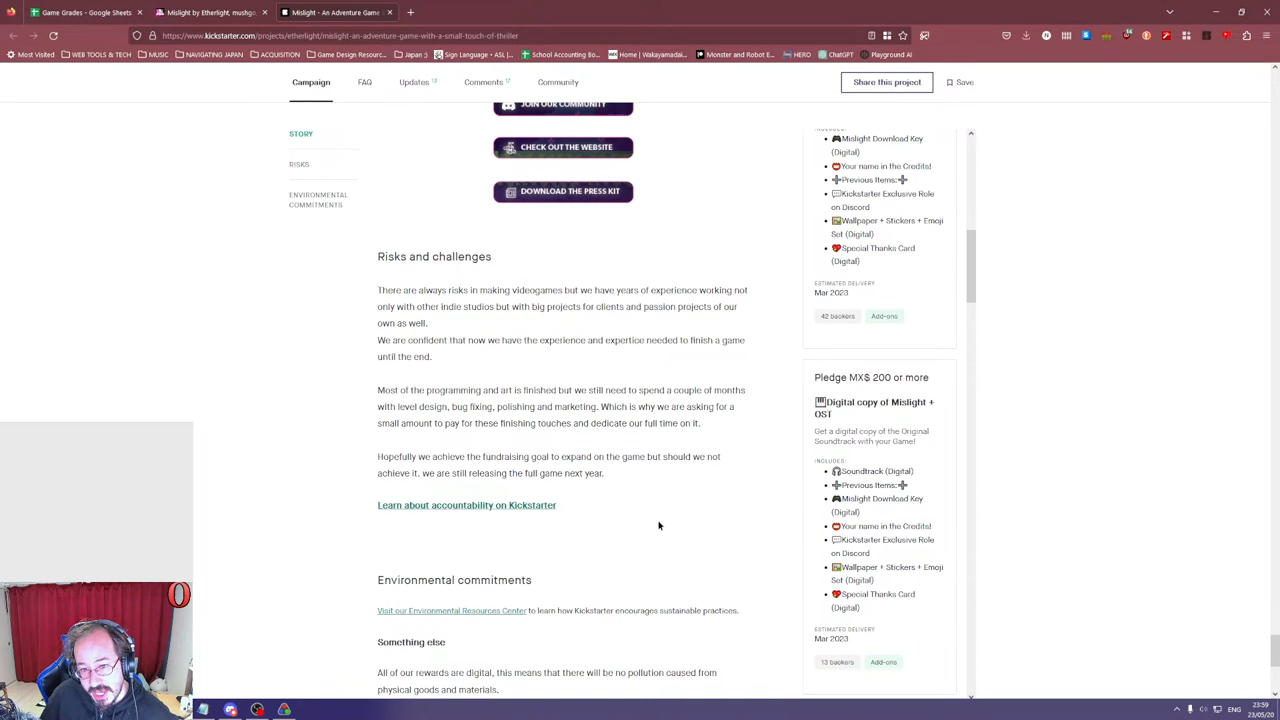 Game Grades - Google Sheets
Mislight by Etherlight, mushgo
Mislight - An Adventure Game
https://www.kickstarter.com/projects/etherlight/mislight-an-adventure-game-with-a-small-touch-of-thriller
Most Visited
WEB TOOLS & TECH
MUSIC
NAVIGATING JAPAN
ACQUISITION
Game Design Resourc...
Japan :)
Sign Language - ASL |...
School Accounting Bo...
Home | Wakayamadai...
Monster and Robot E...
HERO
ChatGPT
Playground AI
Campaign
FAQ
Updates 13
Comments 17
Community
Share this project
Save
STORY
RISKS
ENVIRONMENTAL
COMMITMENTS
JOIN OUR COMMUNITY
CHECK OUT THE WEBSITE
DOWNLOAD THE PRESS KIT
Risks and challenges
There are always risks in making videogames but we have years of experience working not
only with other indie studios but with big projects for clients and passion projects of our
own as well.
We are confident that now we have the experience and expertice needed to finish a game
until the end.
Most of the programming and art is finished but we still need to spend a couple of months
with level design, bug fixing, polishing and marketing. Which is why we are asking for a
small amount to pay for these finishing touches and dedicate our full time on it.
Hopefully we achieve the fundraising goal to expand on the game but should we not
achieve it. we are still releasing the full game next year.
Learn about accountability on Kickstarter
Environmental commitments
Visit our Environmental Resources Center to learn how Kickstarter encourages sustainable practices.
Something else
All of our rewards are digital, this means that there will be no pollution caused from
physical goods and materials.
INCLUDES:
Mislight Download Key
(Digital)
Your name in the Credits!
Previous Items:
Kickstarter Exclusive Role
on Discord
Wallpaper + Stickers + Emoji
Set (Digital)
Special Thanks Card
(Digital)
ESTIMATED DELIVERY
Mar 2023
42 backers
Add-ons
Pledge MX$ 200 or more
Digital copy of Mislight +
OST
Get a digital copy of the Original
Soundtrack with your Game!
INCLUDES:
Soundtrack (Digital)
Previous Items:
Mislight Download Key
(Digital)
Your name in the Credits!
Kickstarter Exclusive Role
on Discord
Wallpaper + Stickers + Emoji
Set (Digital)
Special Thanks Card
(Digital)
ESTIMATED DELIVERY
Mar 2023
13 backers
Add-ons
ENG
23:59
23/05/20